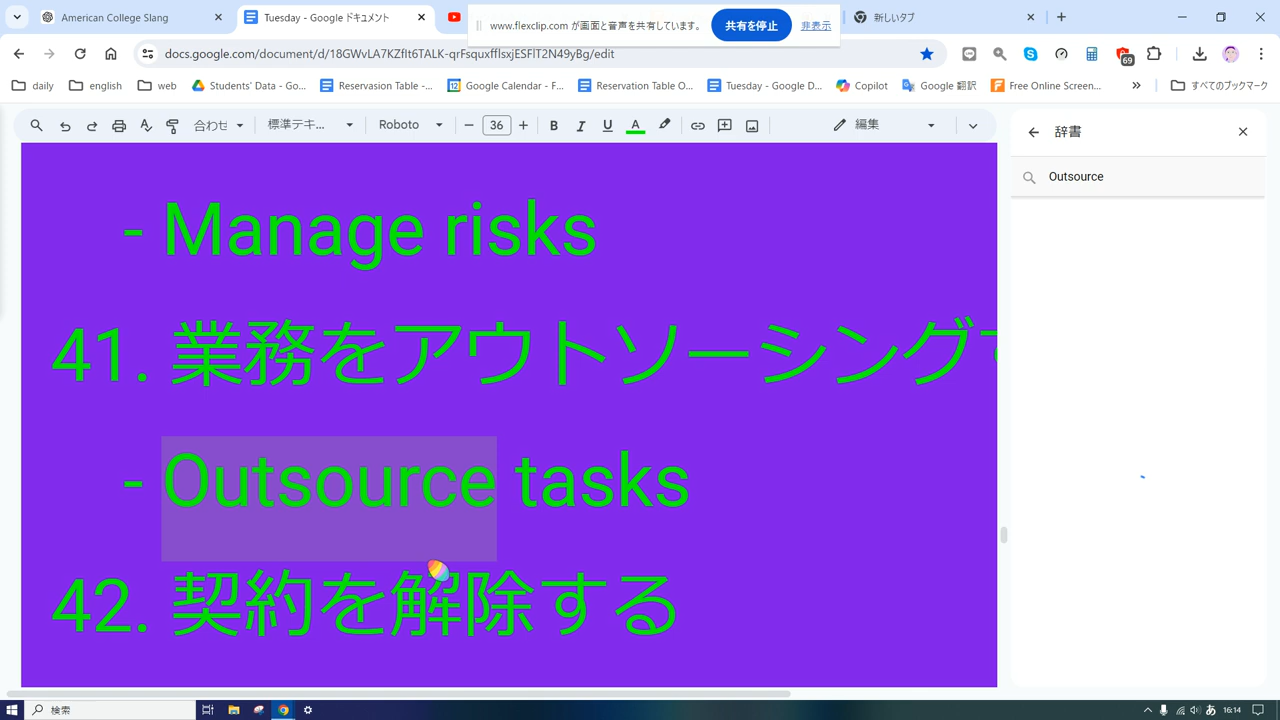 American College Slang
Tuesday - Google ドキュメント
www.flexclip.com が画面と音声を共有しています。
共有を停止
非表示
新しいタブ
docs.google.com/document/d/18GWvLA7KZflt6TALK-qrFsquxfflsxjESFlT2N49yBg/edit
69
daily
english
web
Students' Data - Go...
Reservasion Table -...
Google Calendar - F...
Reservation Table O...
Tuesday - Google D...
Copilot
Google 翻訳
Free Online Screen...
すべてのブックマーク
合わせ
標準テキ...
Roboto
36
B
I
U
A
編集
辞書
Outsource
- Manage risks
41. 業務をアウトソーシングす
- Outsource tasks
42. 契約を解除する
検索
あ
16:14